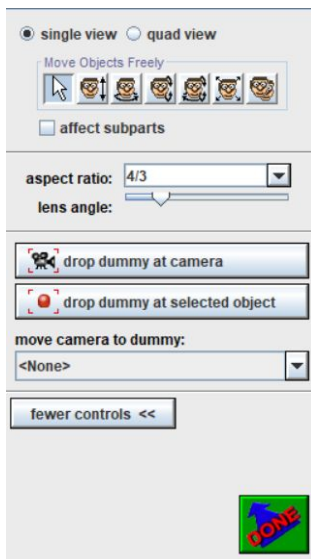 single view quad view
Move Objects Freely
affect subparts
aspect ratio: 4/3
lens angle:
drop dummy at camera
drop dummy at selected object
move camera to dummy:
<None>
fewer controls <<
DONE